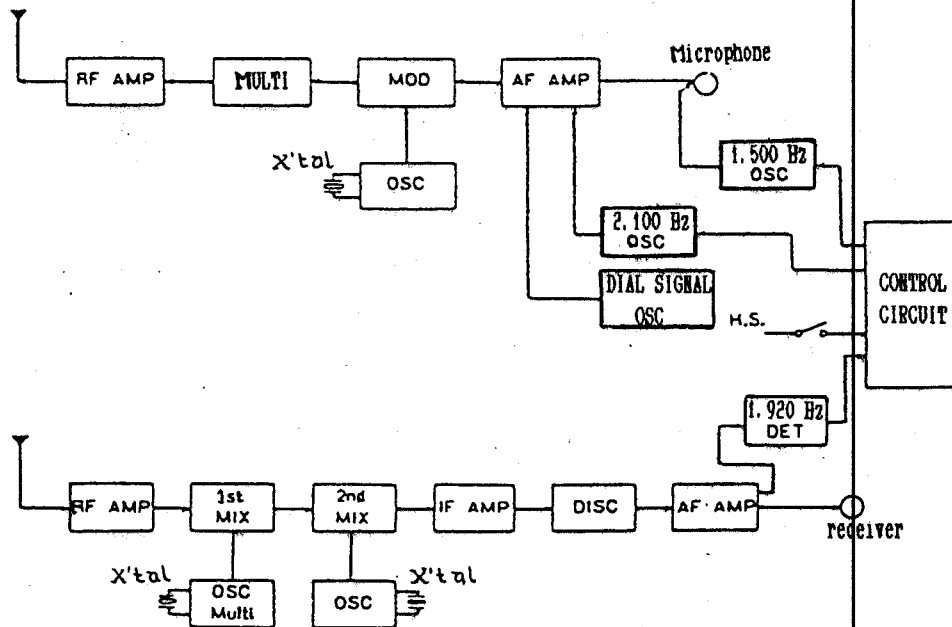 Microphone
RF AMP
MULTI
MOD
AF AMP
X'tal
OSC
1.500 Hz
OSC
2.100 Hz
OSC
DIAL SIGNAL
OSC
H.S.
CONTROL
CIRCUIT
1.920 Hz
DET
RF AMP
1st
MIX
2nd
MIX
IF AMP
DISC
AF AMP
receiver
X'tal
OSC
Multi
OSC
X'tal